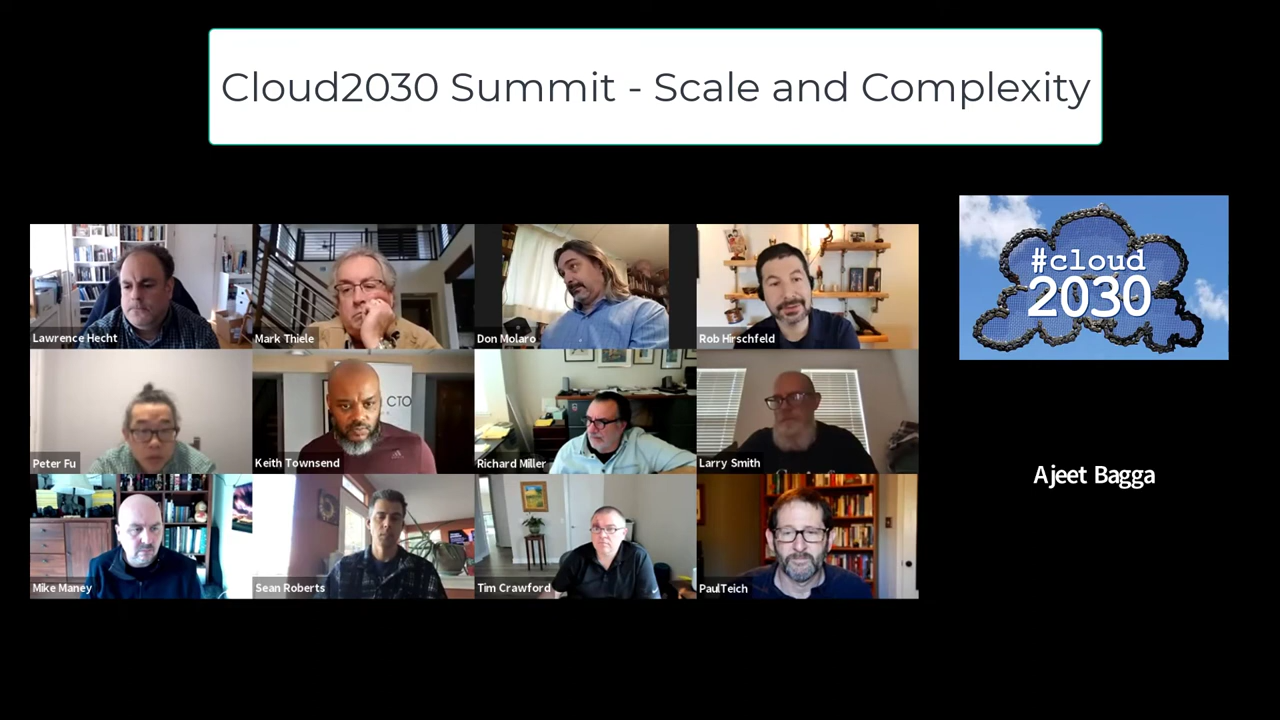 Cloud2030 Summit - Scale and Complexity
#cloud
2030
Lawrence Hecht
Mark Thiele
Don Molaro
Rob Hirschfeld
CTO
Peter Fu
Keith Townsend
Richard Miller
Larry Smith
Ajeet Bagga
Mike Maney
Sean Roberts
Tim Crawford
PaulTeich